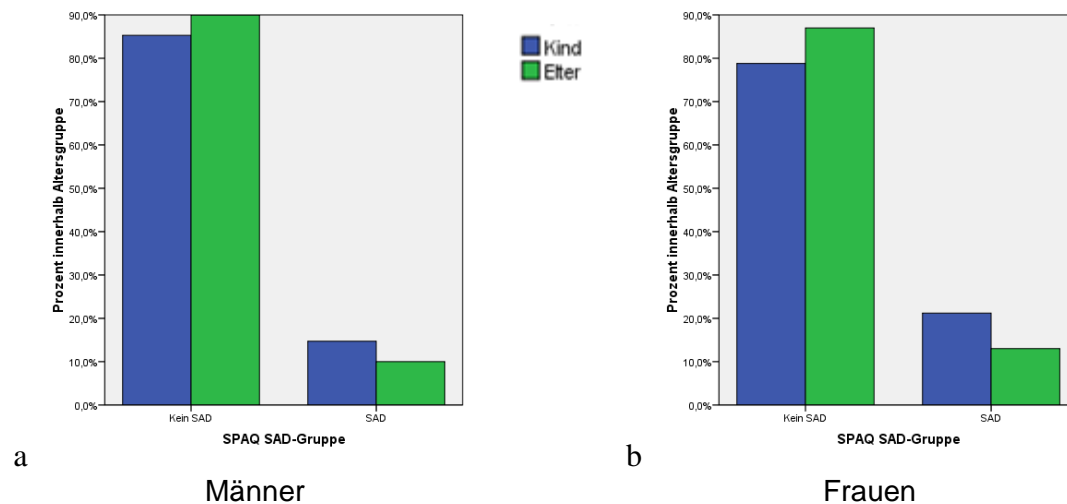 90,0%
80,0%
70,0%
60,0%
50,0%
40,0%
30,0%
20,0%
10,0%
0,0%
Prozent innerhalb Altersgruppe
Kein SAD
SAD
SPAQ SAD-Gruppe
a
Männer
Kind
Elter
90,0%
80,0%
70,0%
60,0%
50,0%
40,0%
30,0%
20,0%
10,0%
0,0%
Prozent innerhalb Altersgruppe
Kein SAD
SAD
SPAQ SAD-Gruppe
b
Frauen